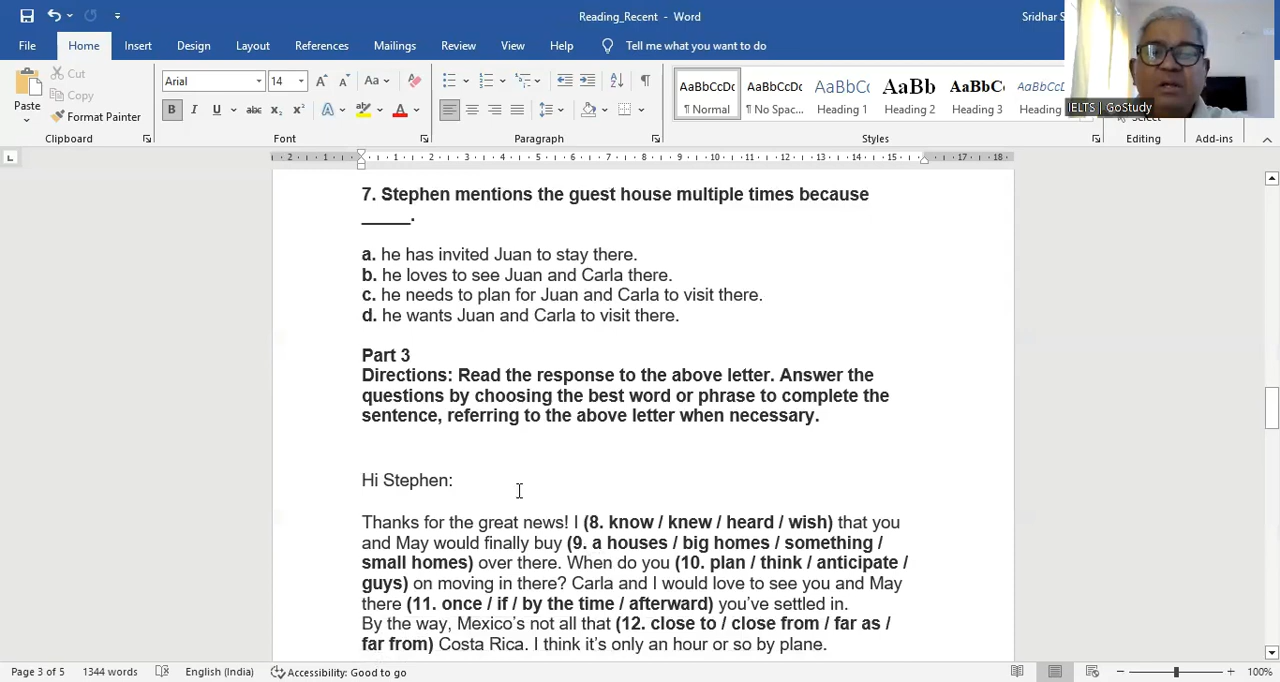 Reading_Recent - Word
Sridhar S
File Home Insert Design Layout References Mailings Review View Help Tell me what you want to do
Paste
Cut
Copy
Format Painter
Clipboard
Arial 14
Font
Paragraph
AaBbCcDc AaBbCcDc AaBbCc AaBb AaBbC AaBbCcDc
¶ Normal ¶ No Spac... Heading 1 Heading 2 Heading 3 Heading
Styles
IELTS | GoStudy
Select
Editing
Add-ins
7. Stephen mentions the guest house multiple times because
_____.
a. he has invited Juan to stay there.
b. he loves to see Juan and Carla there.
c. he needs to plan for Juan and Carla to visit there.
d. he wants Juan and Carla to visit there.
Part 3
Directions: Read the response to the above letter. Answer the
questions by choosing the best word or phrase to complete the
sentence, referring to the above letter when necessary.
Hi Stephen:
Thanks for the great news! I (8. know / knew / heard / wish) that you
and May would finally buy (9. a houses / big homes / something /
small homes) over there. When do you (10. plan / think / anticipate /
guys) on moving in there? Carla and I would love to see you and May
there (11. once / if / by the time / afterward) you’ve settled in.
By the way, Mexico’s not all that (12. close to / close from / far as /
far from) Costa Rica. I think it’s only an hour or so by plane.
Page 3 of 5 1344 words English (India) Accessibility: Good to go 100%